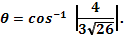 θ = cos⁻¹ |4/(3√26)|.